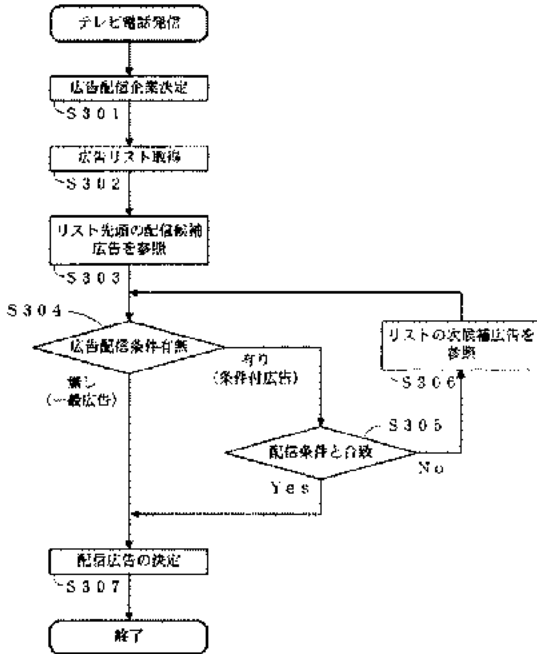 テレビ電話発信
広告配信企業決定
S301
広告リスト取得
S302
リスト先頭の配信候補
広告を参照
S303
S304
広告配信条件有無
リストの次候補広告を
参照
S306
有り
(条件付広告)
無し
(一般広告)
S305
配信条件と合致
No
Yes
配信広告の決定
S307
終了